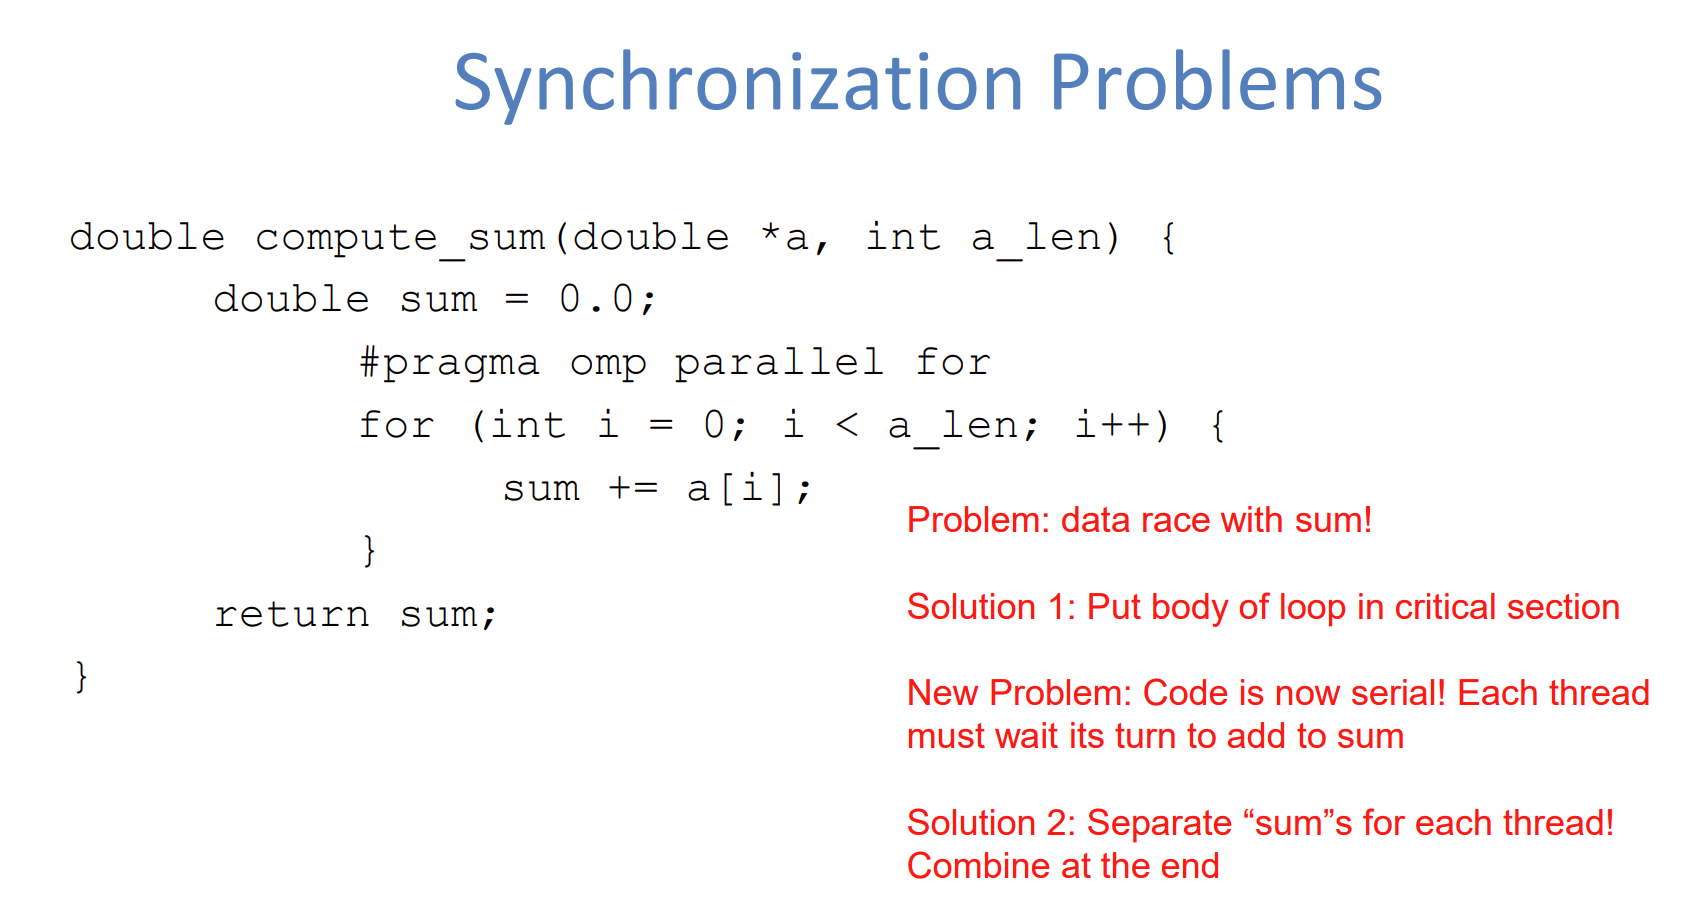 Synchronization Problems
double compute_sum(double *a, int a_len) {
double sum = 0.0;
#pragma omp parallel for
for (int i = 0; i < a_len; i++) {
sum += a[i];
}
return sum;
}
Problem: data race with sum!
Solution 1: Put body of loop in critical section
New Problem: Code is now serial! Each thread
must wait its turn to add to sum
Solution 2: Separate “sum”s for each thread!
Combine at the end